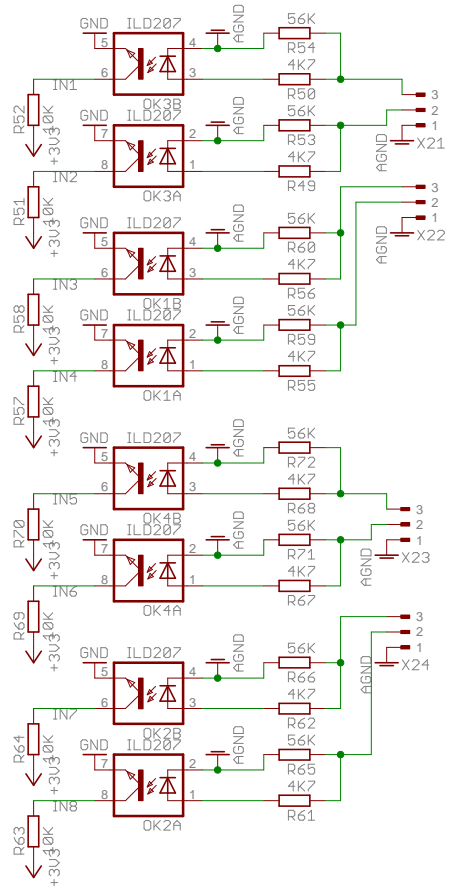 GND ILD207 AGND 56K
5 4 R54
6 3 4K7
IN1 OK3B R50
R52 10K +3V3
GND AGND 56K
7 2 R53
8 1 4K7
IN2 OK3A R49
R51 10K +3V3
3
2
1
AGND X21
GND ILD207 AGND 56K
5 4 R60
6 3 4K7
IN3 OK1B R56
R58 10K +3V3
GND ILD207 AGND 56K
7 2 R59
8 1 4K7
IN4 OK1A R55
R57 10K +3V3
3
2
1
AGND X22
GND ILD207 AGND 56K
5 4 R72
6 3 4K7
IN5 OK4B R68
R70 10K +3V3
GND ILD207 AGND 56K
7 2 R71
8 1 4K7
IN6 OK4A R67
R69 10K +3V3
3
2
1
AGND X23
GND ILD207 AGND 56K
5 4 R66
6 3 4K7
IN7 OK2B R62
R64 10K +3V3
GND ILD207 AGND 56K
7 2 R65
8 1 4K7
IN8 OK2A R61
R63 10K +3V3
3
2
1
AGND X24